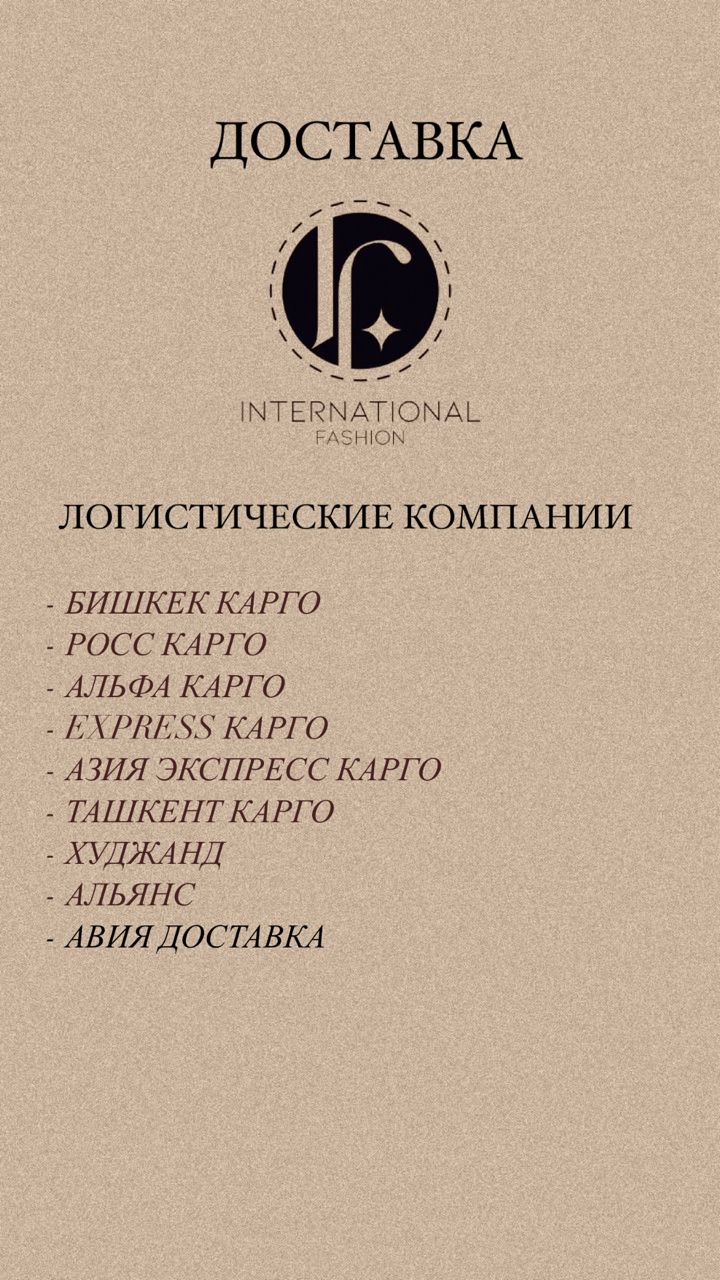 ДОСТАВКА
INTERNATIONAL
FASHION
ЛОГИСТИЧЕСКИЕ КОМПАНИИ
- БИШКЕК КАРГО
- РОСС КАРГО
- АЛЬФА КАРГО
- EXPRESS КАРГО
- АЗИЯ ЭКСПРЕСС КАРГО
- ТАШКЕНТ КАРГО
- ХУДЖАНД
- АЛЬЯНС
- АВИЯ ДОСТАВКА